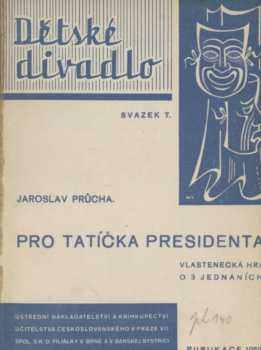 Dětské
divadlo
SVAZEK 7.
JAROSLAV PRŮCHA.
PRO TATÍČKA PRESIDENTA
VLASTENECKÁ HRA
O 3 JEDNÁNÍCH
ÚSTŘEDNÍ NAKLADATELSTVÍ A KNIHKUPECTVÍ
UČITELSTVA ČESKOSLOVENSKÉHO V PRAZE VII.
SPOL. S R. O. FILIÁLKY V BRNĚ A V BANSKÉ BYSTRICI